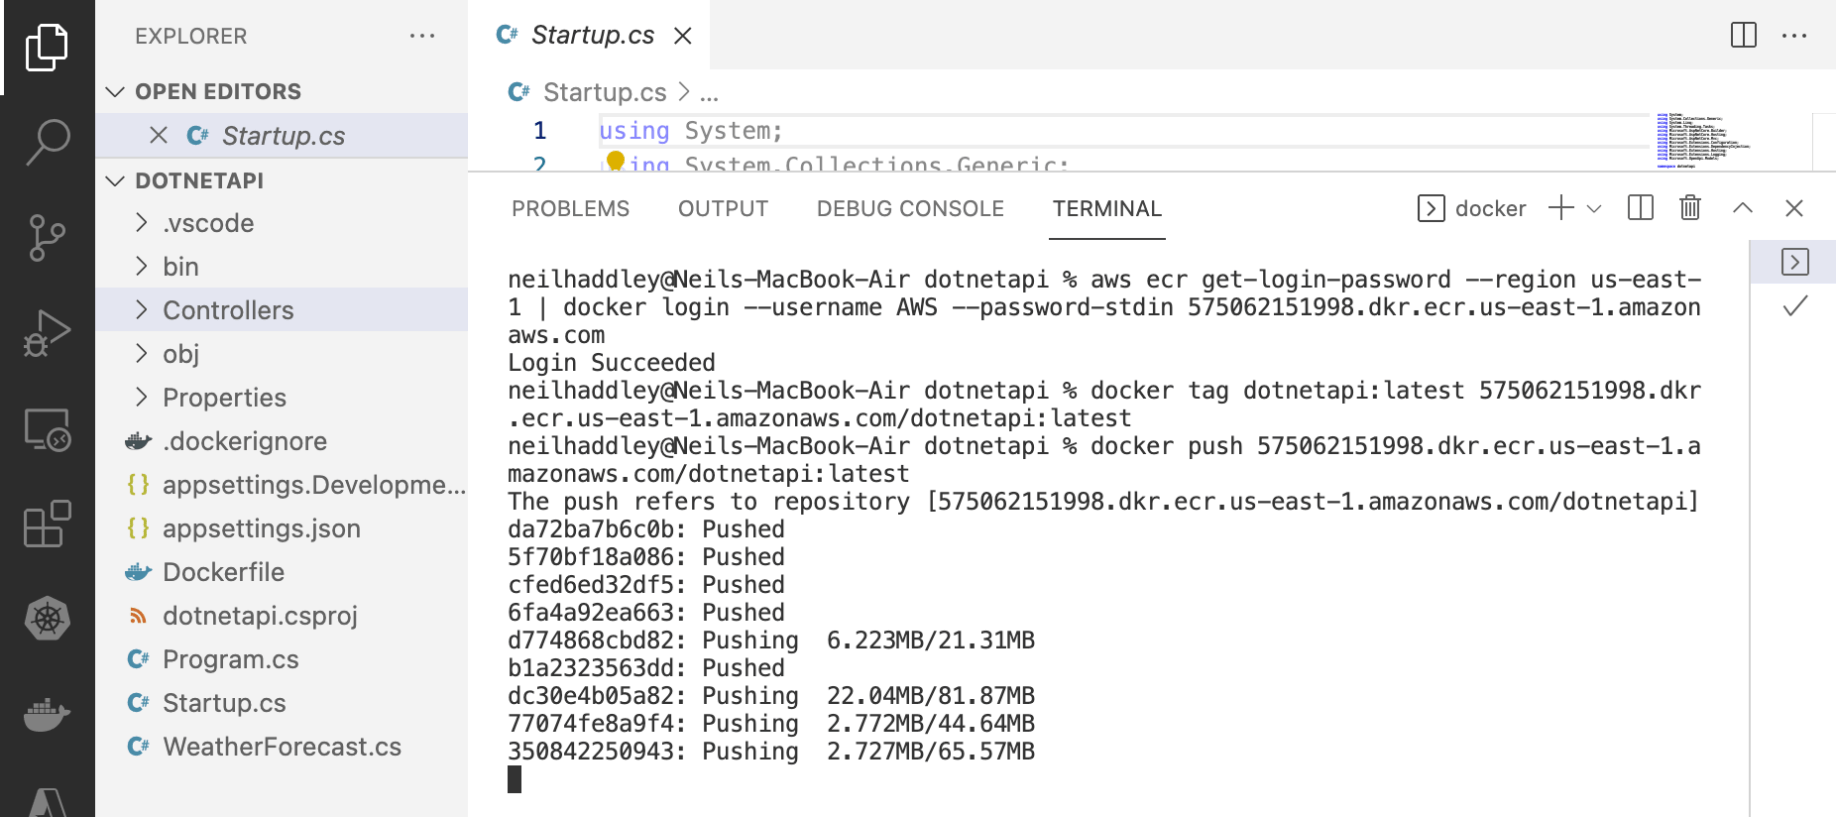 EXPLORER
OPEN EDITORS
Startup.cs
DOTNETAPI
.vscode
bin
Controllers
obj
Properties
.dockerignore
appsettings.Developme...
appsettings.json
Dockerfile
dotnetapi.csproj
Program.cs
Startup.cs
WeatherForecast.cs
Startup.cs
Startup.cs > ...
1 using System;
2 using System.Collections.Generic;
PROBLEMS OUTPUT DEBUG CONSOLE TERMINAL docker
neilhaddley@Neils-MacBook-Air dotnetapi % aws ecr get-login-password --region us-east-
1 | docker login --username AWS --password-stdin 575062151998.dkr.ecr.us-east-1.amazon
aws.com
Login Succeeded
neilhaddley@Neils-MacBook-Air dotnetapi % docker tag dotnetapi:latest 575062151998.dkr
.ecr.us-east-1.amazonaws.com/dotnetapi:latest
neilhaddley@Neils-MacBook-Air dotnetapi % docker push 575062151998.dkr.ecr.us-east-1.a
mazonaws.com/dotnetapi:latest
The push refers to repository [575062151998.dkr.ecr.us-east-1.amazonaws.com/dotnetapi]
da72ba7b6c0b: Pushed
5f70bf18a086: Pushed
cfed6ed32df5: Pushed
6fa4a92ea663: Pushed
d774868cbd82: Pushing 6.223MB/21.31MB
b1a2323563dd: Pushed
dc30e4b05a82: Pushing 22.04MB/81.87MB
77074fe8a9f4: Pushing 2.772MB/44.64MB
350842250943: Pushing 2.727MB/65.57MB